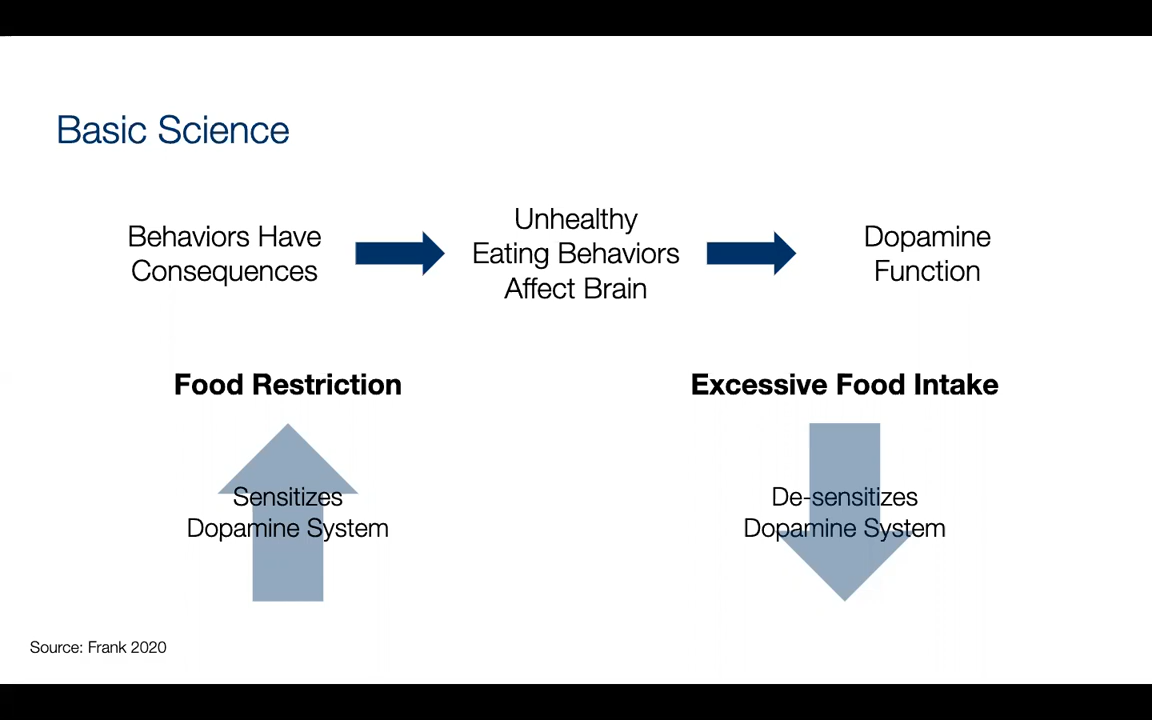 Basic Science
Behaviors Have
Consequences
Unhealthy
Eating Behaviors
Affect Brain
Dopamine
Function
Food Restriction
Sensitizes
Dopamine System
Excessive Food Intake
De-sensitizes
Dopamine System
Source: Frank 2020